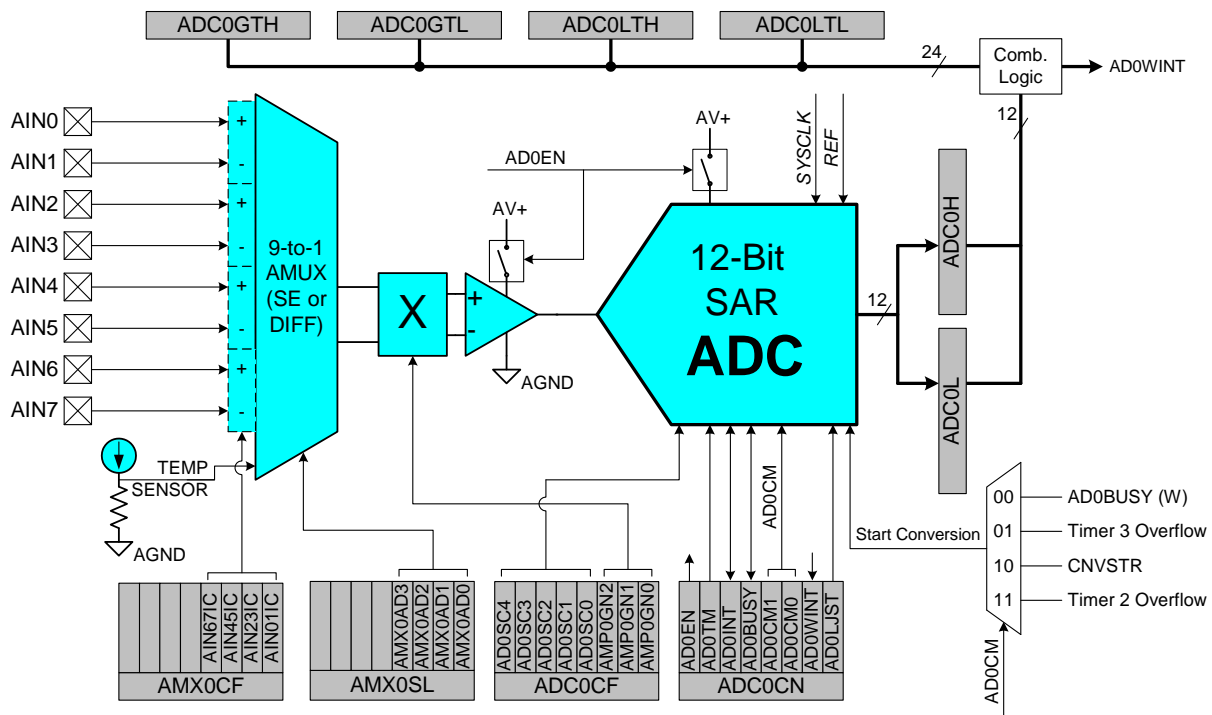 ADC0GTH
ADC0GTL
ADC0LTH
ADC0LTL
24
Comb.
Logic
AD0WINT
12
AIN0
AIN1
AIN2
AIN3
AIN4
AIN5
AIN6
AIN7
+
-
+
-
+
-
+
-
9-to-1
AMUX
(SE or
DIFF)
TEMP
SENSOR
AGND
X
+
-
AV+
AGND
AD0EN
AV+
SYSCLK
REF
12-Bit
SAR
ADC
12
ADC0H
ADC0L
AD0CM
Start Conversion
00
01
10
11
AD0BUSY (W)
Timer 3 Overflow
CNVSTR
Timer 2 Overflow
AD0CM
AIN67IC
AIN45IC
AIN23IC
AIN01IC
AMX0CF
AMX0AD3
AMX0AD2
AMX0AD1
AMX0AD0
AMX0SL
AD0SC4
AD0SC3
AD0SC2
AD0SC1
AD0SC0
AMP0GN2
AMP0GN1
AMP0GN0
ADC0CF
AD0EN
AD0TM
AD0INT
AD0BUSY
AD0CM1
AD0CM0
AD0WINT
AD0LJST
ADC0CN